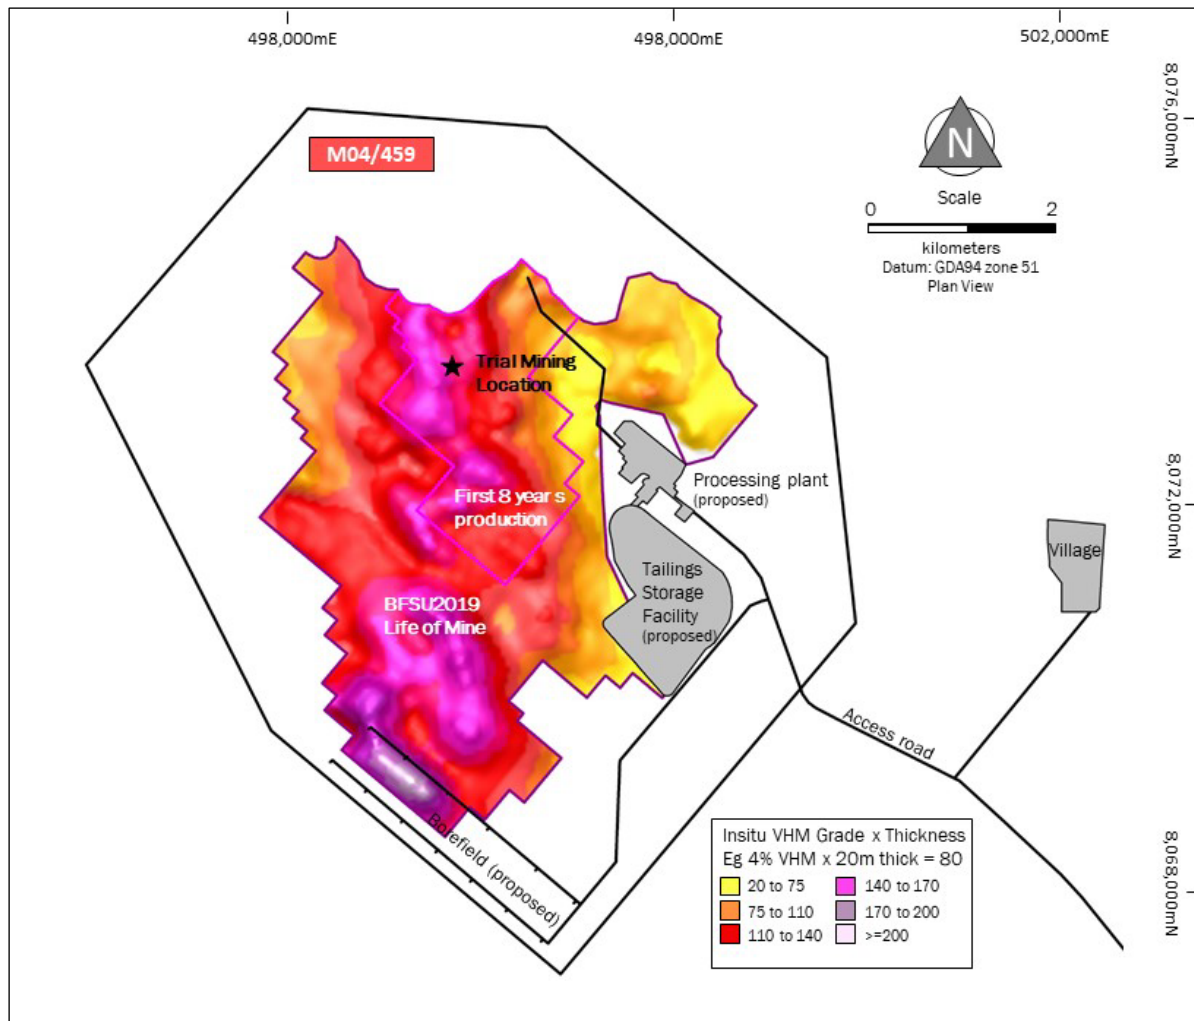 498,000mE
498,000mE
502,000mE
8,076,000mN
M04/459
N
Scale
0 2
kilometers
Datum: GDA94 zone 51
Plan View
Trial Mining
Location
First 8 year s
production
Processing plant
(proposed)
8,072,000mN
Village
Tailings
Storage
Facility
(proposed)
BFSU2019
Life of Mine
Access road
Borefield (proposed)
8,068,000mN
Insitu VHM Grade x Thickness
Eg 4% VHM x 20m thick = 80
20 to 75 140 to 170
75 to 110 170 to 200
110 to 140 >=200